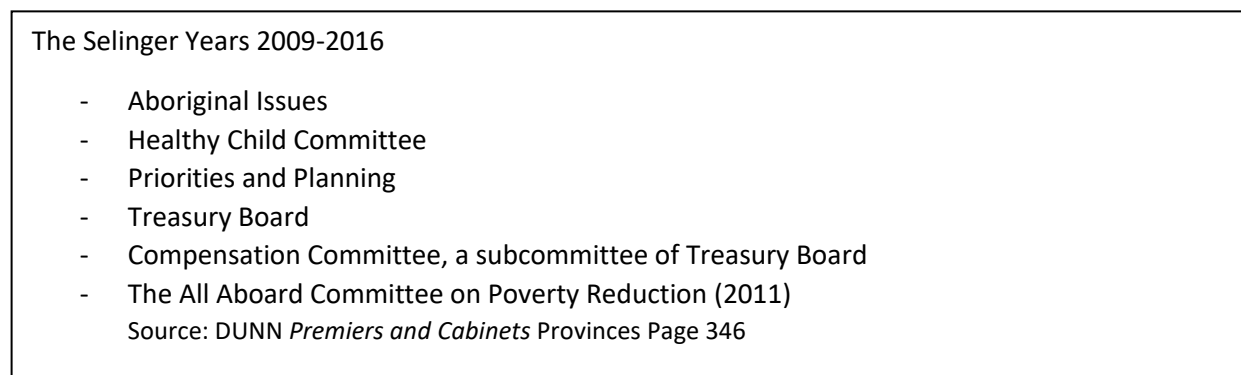 The Selinger Years 2009-2016
- Aboriginal Issues
- Healthy Child Committee
- Priorities and Planning
- Treasury Board
- Compensation Committee, a subcommittee of Treasury Board
- The All Aboard Committee on Poverty Reduction (2011)
Source: DUNN Premiers and Cabinets Provinces Page 346